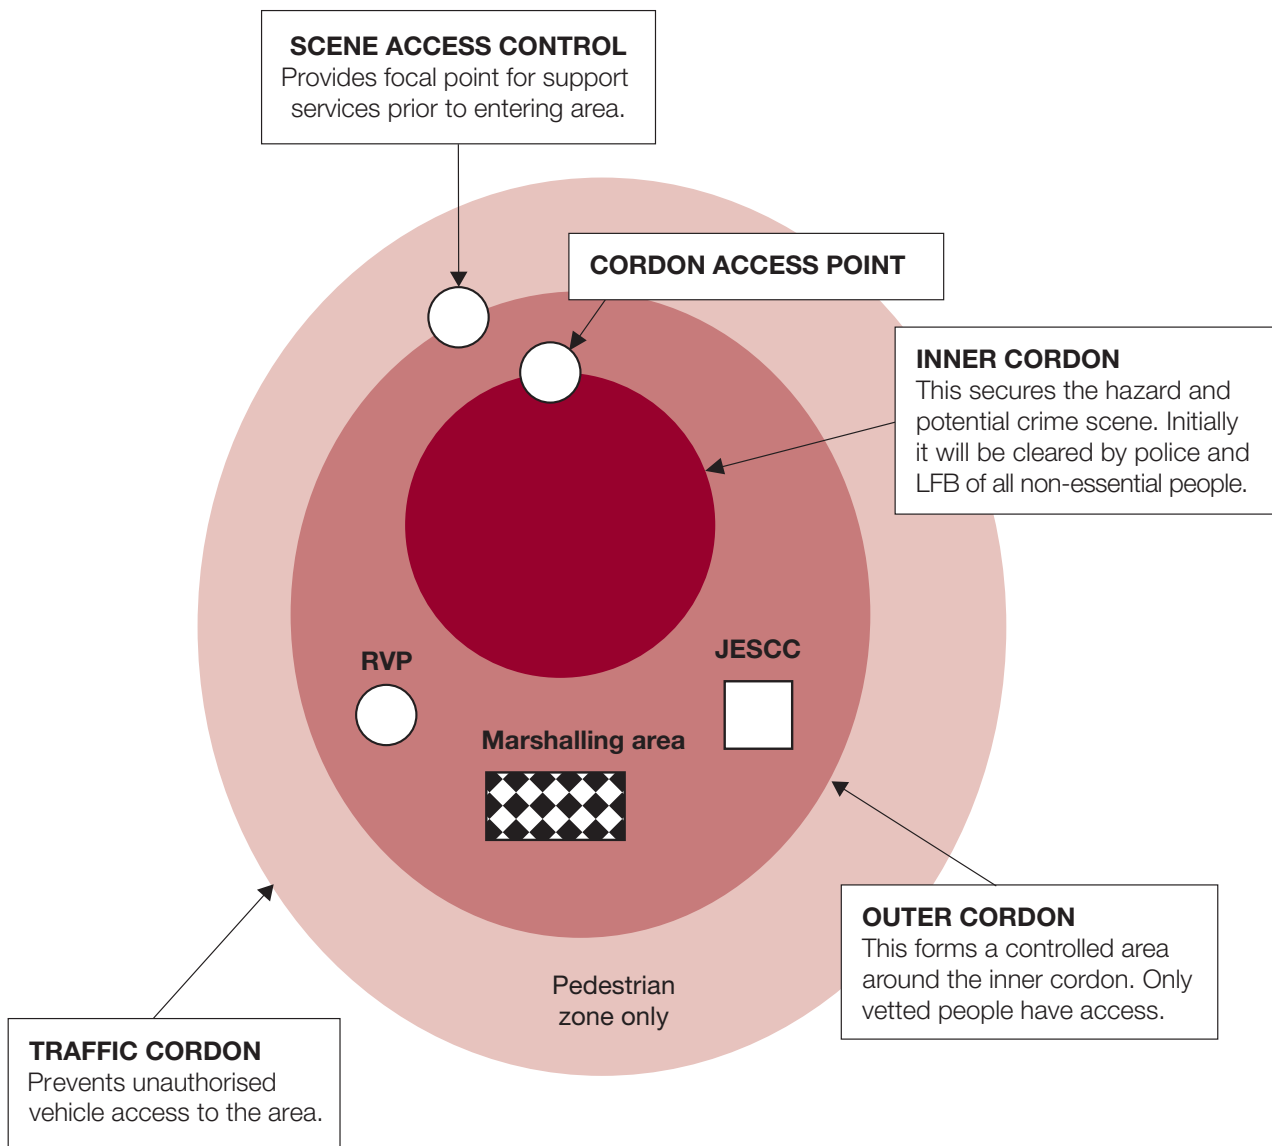 SCENE ACCESS CONTROL
Provides focal point for support
services prior to entering area.
CORDON ACCESS POINT
INNER CORDON
This secures the hazard and
potential crime scene. Initially
it will be cleared by police and
LFB of all non-essential people.
RVP
JESCC
Marshalling area
OUTER CORDON
This forms a controlled area
around the inner cordon. Only
vetted people have access.
Pedestrian
zone only
TRAFFIC CORDON
Prevents unauthorised
vehicle access to the area.